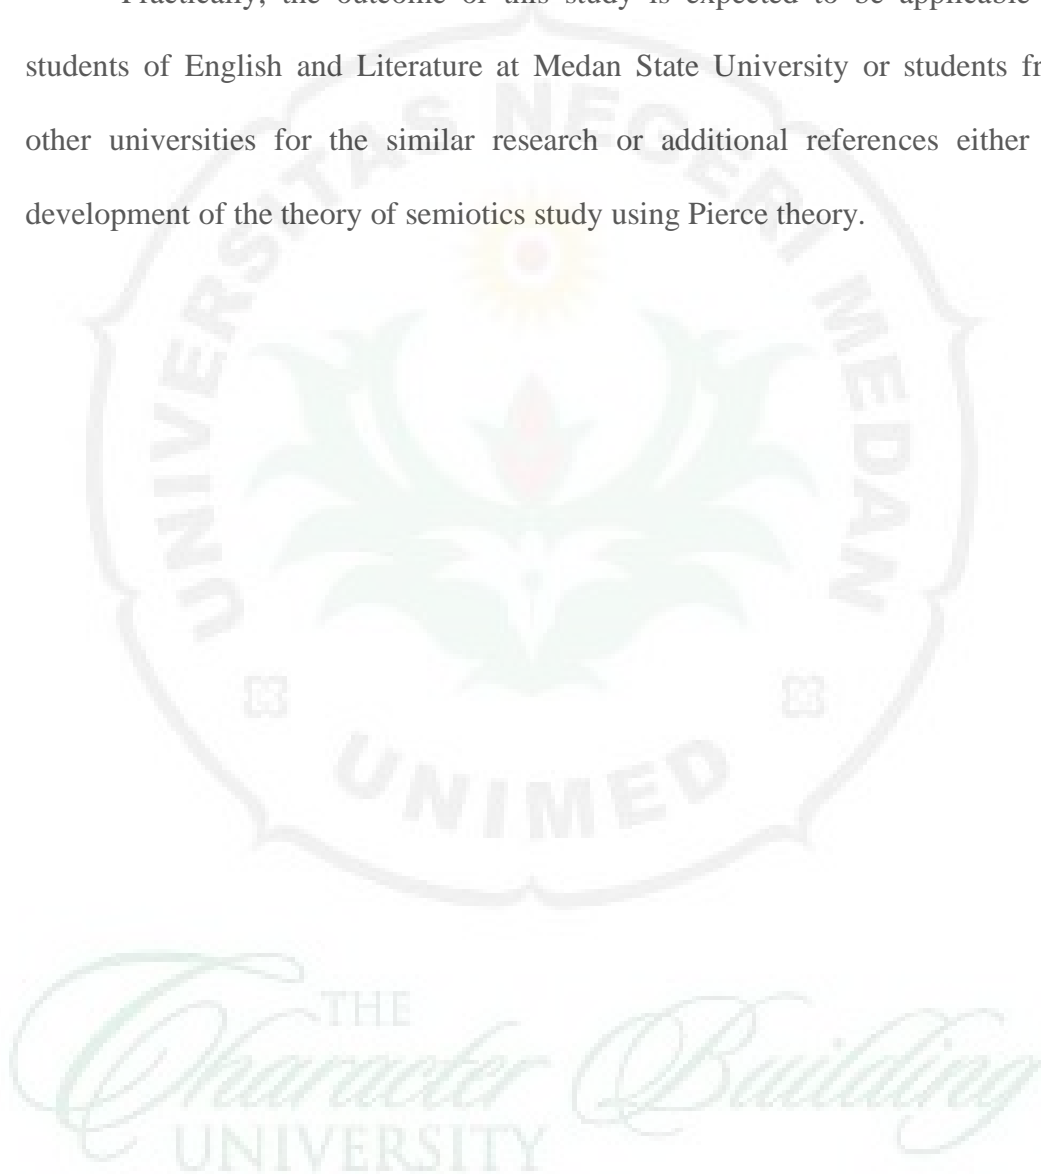 Practically, the outcome of this study is expected to be applicable
students of English and Literature at Medan State University or students
other universities for the similar research or additional references either
development of the theory of semiotics study using Pierce theory.
UNIVERSITAS NEGERI MEDAN
UNIMED
THE
Character Building
UNIVERSITY